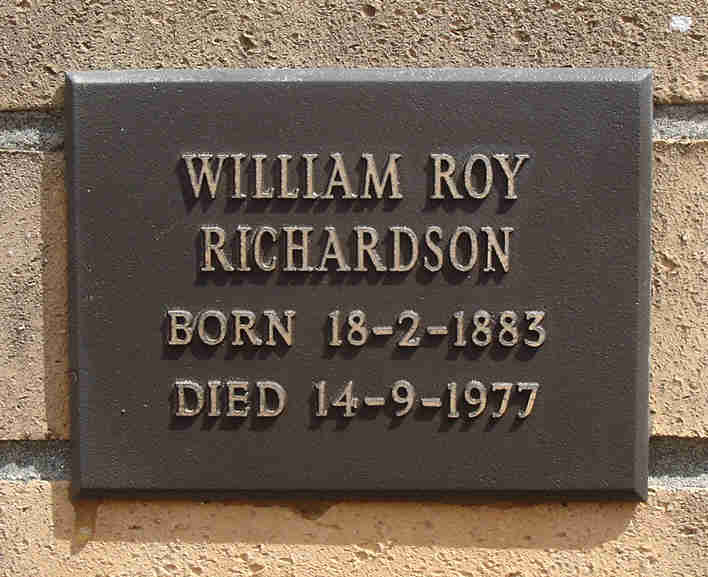 WILLIAM ROY
RICHARDSON
BORN 18-2-1883
DIED 14-9-1977